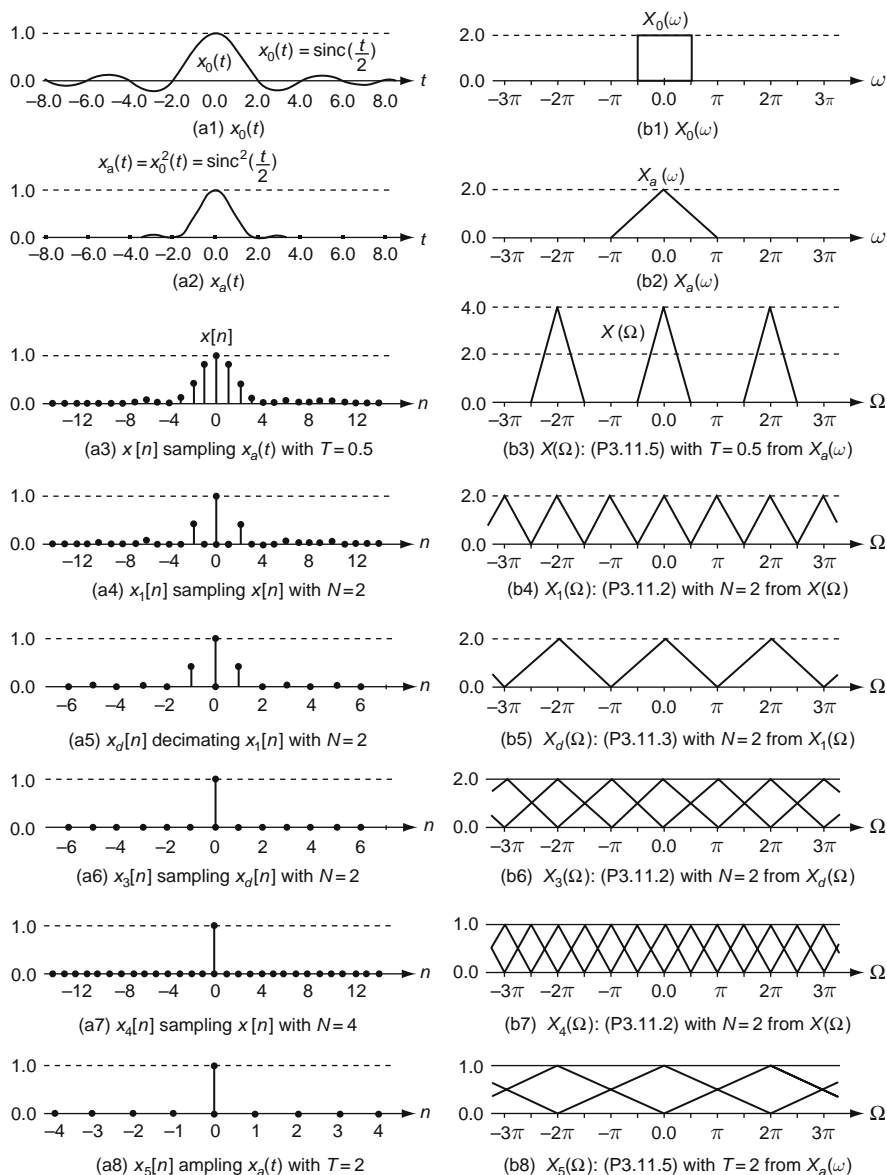 1.0
0.0
x₀(t)
x₀(t) = sinc(t/2)
t
–8.0 –6.0 –4.0 –2.0 0.0 2.0 4.0 6.0 8.0
(a1) x₀(t)
2.0
0.0
X₀(ω)
ω
–3π –2π –π 0.0 π 2π 3π
(b1) X₀(ω)
xₐ(t) = x₀²(t) = sinc²(t/2)
1.0
0.0
t
–8.0 –6.0 –4.0 –2.0 0.0 2.0 4.0 6.0 8.0
(a2) xₐ(t)
Xₐ(ω)
2.0
0.0
ω
–3π –2π –π 0.0 π 2π 3π
(b2) Xₐ(ω)
x[n]
1.0
0.0
n
–12 –8 –4 0 4 8 12
(a3) x[n] sampling xₐ(t) with T = 0.5
4.0
2.0
0.0
X(Ω)
Ω
–3π –2π –π 0.0 π 2π 3π
(b3) X(Ω): (P3.11.5) with T = 0.5 from Xₐ(ω)
1.0
0.0
n
–12 –8 –4 0 4 8 12
(a4) x₁[n] sampling x[n] with N = 2
2.0
0.0
Ω
–3π –2π –π 0.0 π 2π 3π
(b4) X₁(Ω): (P3.11.2) with N = 2 from X(Ω)
1.0
0.0
n
–6 –4 –2 0 2 4 6
(a5) x_d[n] decimating x₁[n] with N = 2
2.0
0.0
Ω
–3π –2π –π 0.0 π 2π 3π
(b5) X_d(Ω): (P3.11.3) with N = 2 from X₁(Ω)
1.0
0.0
n
–6 –4 –2 0 2 4 6
(a6) x₃[n] sampling x_d[n] with N = 2
2.0
0.0
Ω
–3π –2π –π 0.0 π 2π 3π
(b6) X₃(Ω): (P3.11.2) with N = 2 from X_d(Ω)
1.0
0.0
n
–12 –8 –4 0 4 8 12
(a7) x₄[n] sampling x[n] with N = 4
1.0
0.0
Ω
–3π –2π –π 0.0 π 2π 3π
(b7) X₄(Ω): (P3.11.2) with N = 2 from X(Ω)
1.0
0.0
n
–4 –3 –2 –1 0 1 2 3 4
(a8) x₅[n] ampling xₐ(t) with T = 2
1.0
0.0
Ω
–3π –2π –π 0.0 π 2π 3π
(b8) X₅(Ω): (P3.11.5) with T = 2 from Xₐ(ω)